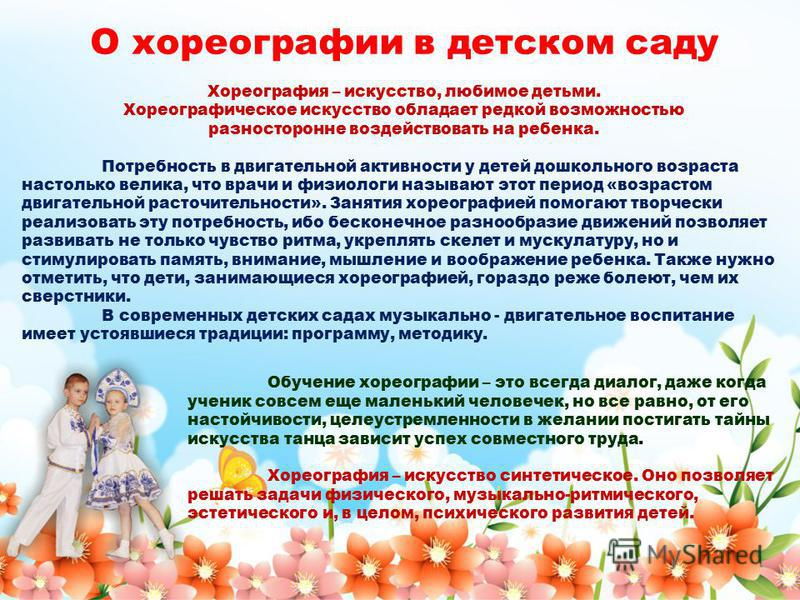 О хореографии в детском саду
Хореография – искусство, любимое детьми.
Хореографическое искусство обладает редкой возможностью
разносторонне воздействовать на ребенка.
Потребность в двигательной активности у детей дошкольного возраста
настолько велика, что врачи и физиологи называют этот период «возрастом
двигательной расточительности». Занятия хореографией помогают творчески
реализовать эту потребность, ибо бесконечное разнообразие движений позволяет
развивать не только чувство ритма, укреплять скелет и мускулатуру, но и
стимулировать память, внимание, мышление и воображение ребенка. Также нужно
отметить, что дети, занимающиеся хореографией, гораздо реже болеют, чем их
сверстники.
В современных детских садах музыкально - двигательное воспитание
имеет устоявшиеся традиции: программу, методику.
Обучение хореографии – это всегда диалог, даже когда
ученик совсем еще маленький человечек, но все равно, от его
настойчивости, целеустремленности в желании постигать тайны
искусства танца зависит успех совместного труда.
Хореография – искусство синтетическое. Оно позволяет
решать задачи физического, музыкально-ритмического,
эстетического и, в целом, психического развития детей.
MyShared